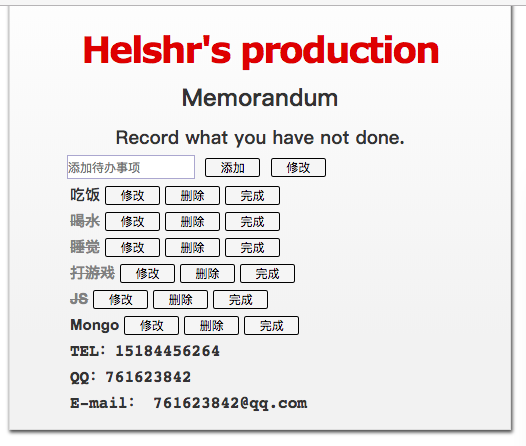 Helshr's production
Memorandum
Record what you have not done.
添加待办事项 添加 修改
吃饭 修改 删除 完成
喝水 修改 删除 完成
睡觉 修改 删除 完成
打游戏 修改 删除 完成
JS 修改 删除 完成
Mongo 修改 删除 完成
TEL: 15184456264
QQ: 761623842
E-mail: 761623842@qq.com